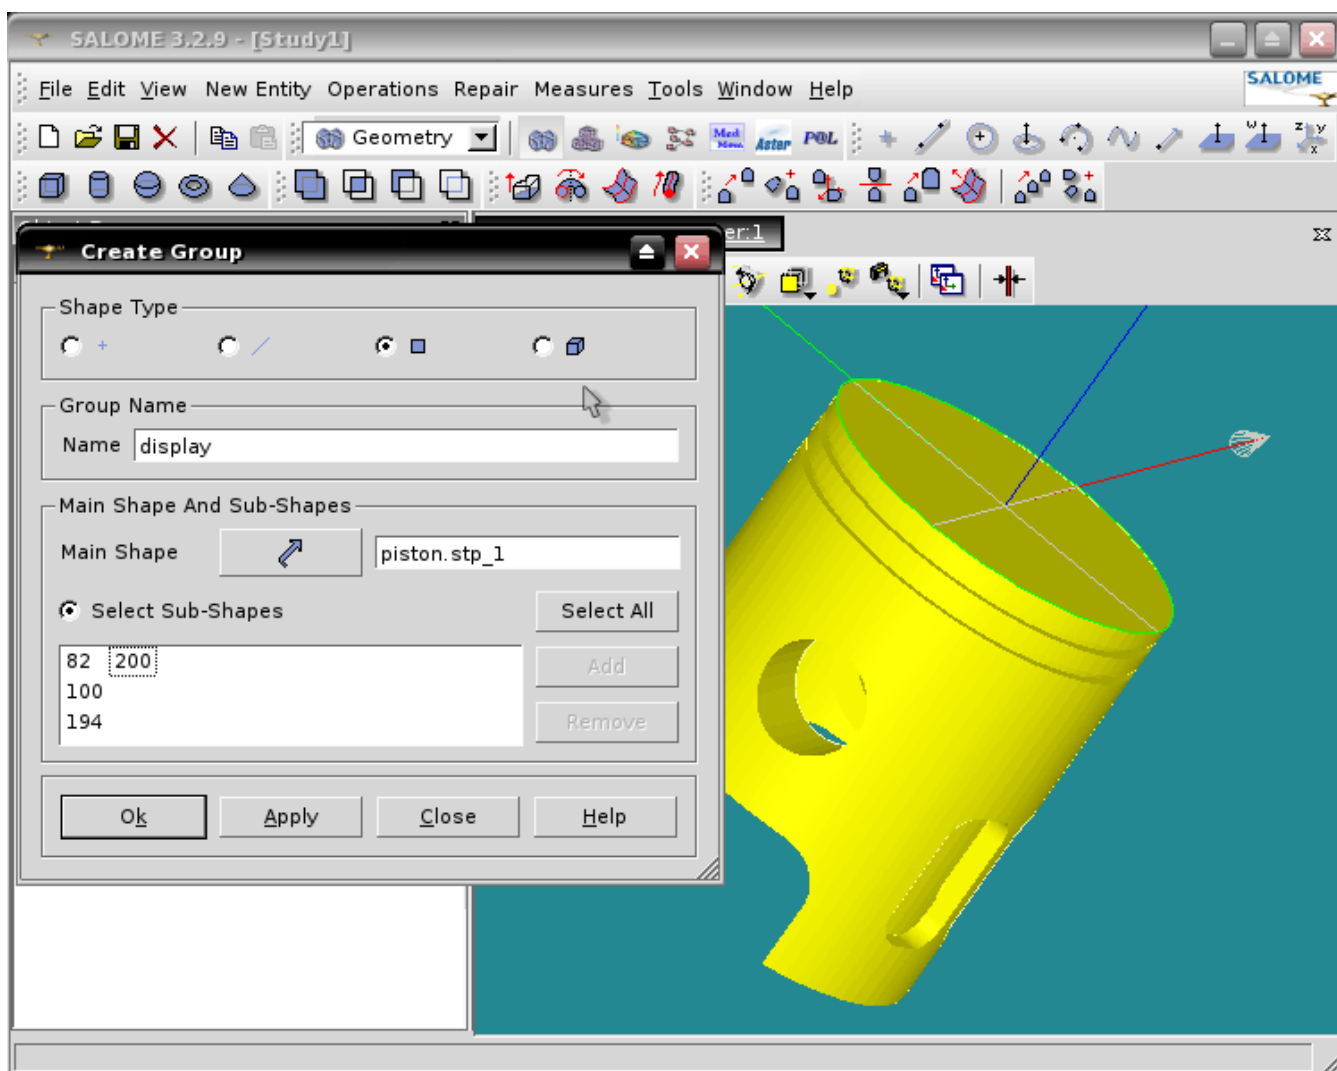 SALOME 3.2.9 - [Study1]
File Edit View New Entity Operations Repair Measures Tools Window Help
SALOME
Geometry
Med
Aster POL
er:1
Create Group
Shape Type
Group Name
Name display
Main Shape And Sub-Shapes
Main Shape piston.stp_1
Select Sub-Shapes Select All
82 200 Add
100
194 Remove
Ok Apply Close Help